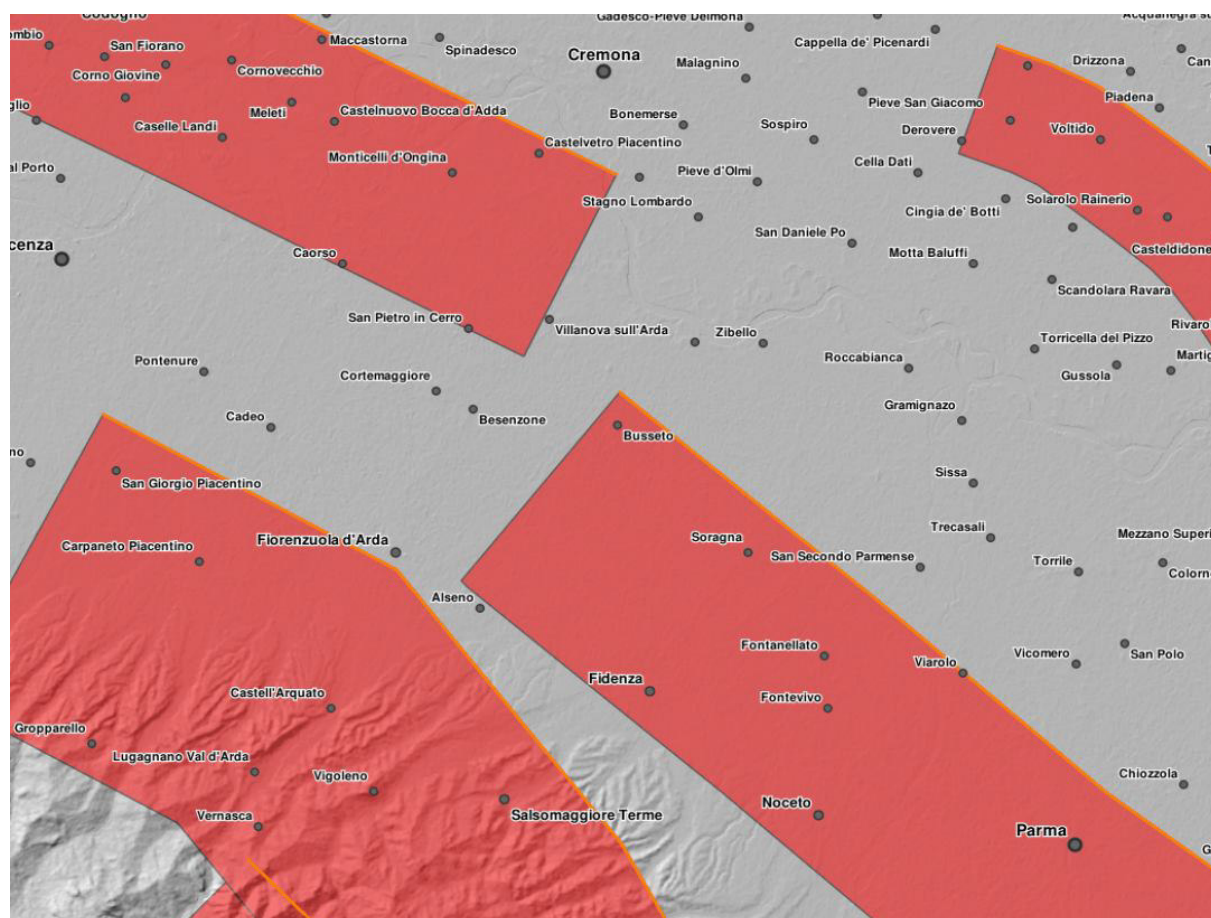 Codogno
Gadesco-Pieve Delmona
Maccastorna
Spinadesco
Cappella de' Picenardi
San Fiorano
Cremona
Corno Giovine
Cornovecchio
Malagnino
Drizzona
Pieve San Giacomo
Piadena
Meleti
Castelnuovo Bocca d'Adda
Bonemerse
Sospiro
Derovere
Voltido
Caselle Landi
Castelvetro Piacentino
Monticelli d'Ongina
Cella Dati
Pieve d'Olmi
Stagno Lombardo
Solarolo Rainerio
Cingia de' Botti
San Daniele Po
Motta Baluffi
Casteldidone
Caorso
Scandolara Ravara
San Pietro in Cerro
Villanova sull'Arda
Zibello
Torricella del Pizzo
Roccabianca
Gussola
Pontenure
Cortemaggiore
Cadeo
Besenzone
Gramignazo
Busseto
San Giorgio Piacentino
Sissa
Trecasali
Fiorenzuola d'Arda
Soragna
San Secondo Parmense
Carpaneto Piacentino
Torrile
Alseno
Fontanellato
Viarolo
Vicomero
San Polo
Fidenza
Castell'Arquato
Fontevivo
Gropparello
Lugagnano Val d'Arda
Vigoleno
Chiozzola
Noceto
Salsomaggiore Terme
Vernasca
Parma